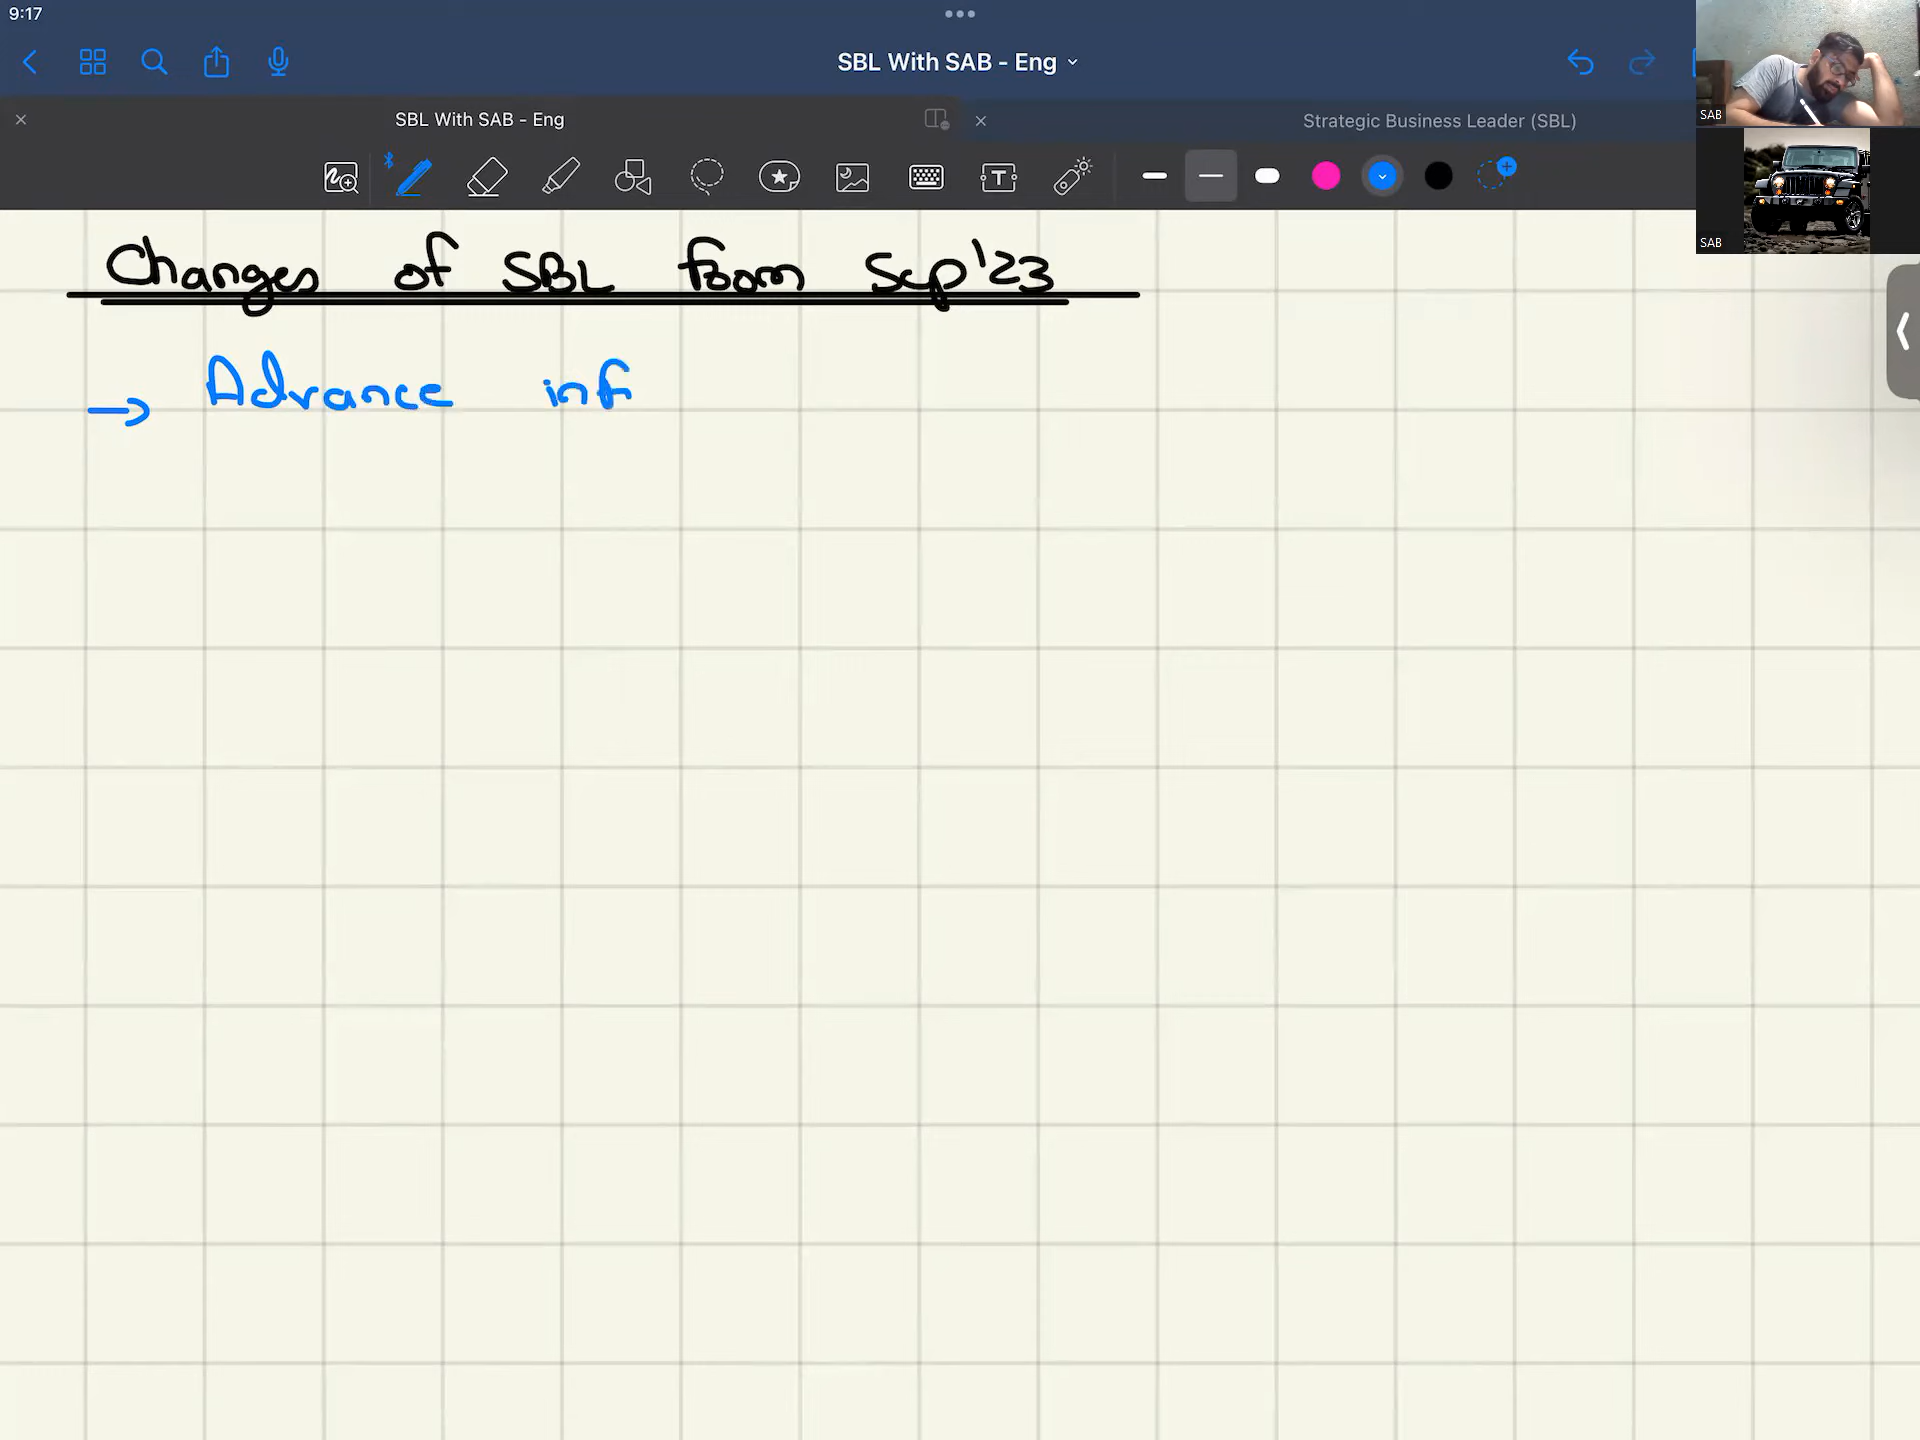 9:17
SBL With SAB - Eng
SBL With SAB - Eng
Strategic Business Leader (SBL)
SAB
SAB
T
Changes of SBL from Sep'23
→ Advance inf